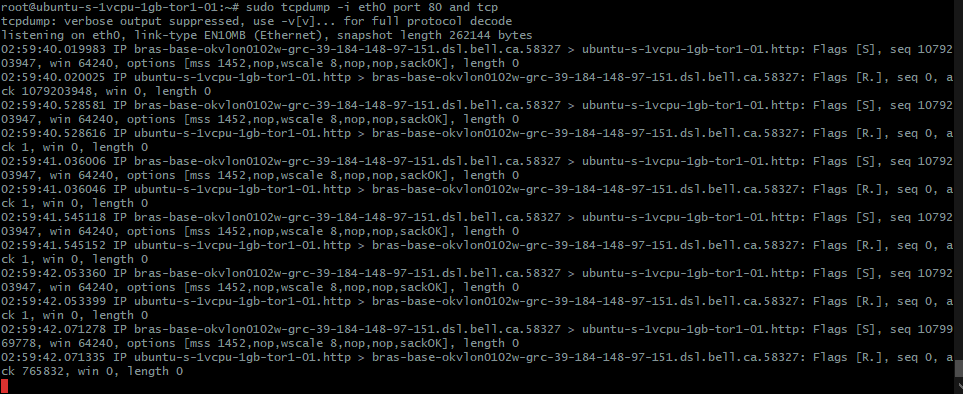 root@ubuntu-s-1vcpu-1gb-tor1-01:~# sudo tcpdump -i eth0 port 80 and tcp
tcpdump: verbose output suppressed, use -v[v]... for full protocol decode
listening on eth0, link-type EN10MB (Ethernet), snapshot length 262144 bytes
02:59:40.019983 IP bras-base-okvlon0102w-grc-39-184-148-97-151.dsl.bell.ca.58327 > ubuntu-s-1vcpu-1gb-tor1-01.http: Flags [S], seq 10792
03947, win 64240, options [mss 1452,nop,wscale 8,nop,nop,sackOK], length 0
02:59:40.020025 IP ubuntu-s-1vcpu-1gb-tor1-01.http > bras-base-okvlon0102w-grc-39-184-148-97-151.dsl.bell.ca.58327: Flags [R.], seq 0, a
ck 1079203948, win 0, length 0
02:59:40.528581 IP bras-base-okvlon0102w-grc-39-184-148-97-151.dsl.bell.ca.58327 > ubuntu-s-1vcpu-1gb-tor1-01.http: Flags [S], seq 10792
03947, win 64240, options [mss 1452,nop,wscale 8,nop,nop,sackOK], length 0
02:59:40.528616 IP ubuntu-s-1vcpu-1gb-tor1-01.http > bras-base-okvlon0102w-grc-39-184-148-97-151.dsl.bell.ca.58327: Flags [R.], seq 0, a
ck 1, win 0, length 0
02:59:41.036006 IP bras-base-okvlon0102w-grc-39-184-148-97-151.dsl.bell.ca.58327 > ubuntu-s-1vcpu-1gb-tor1-01.http: Flags [S], seq 10792
03947, win 64240, options [mss 1452,nop,wscale 8,nop,nop,sackOK], length 0
02:59:41.036046 IP ubuntu-s-1vcpu-1gb-tor1-01.http > bras-base-okvlon0102w-grc-39-184-148-97-151.dsl.bell.ca.58327: Flags [R.], seq 0, a
ck 1, win 0, length 0
02:59:41.545118 IP bras-base-okvlon0102w-grc-39-184-148-97-151.dsl.bell.ca.58327 > ubuntu-s-1vcpu-1gb-tor1-01.http: Flags [S], seq 10792
03947, win 64240, options [mss 1452,nop,wscale 8,nop,nop,sackOK], length 0
02:59:41.545152 IP ubuntu-s-1vcpu-1gb-tor1-01.http > bras-base-okvlon0102w-grc-39-184-148-97-151.dsl.bell.ca.58327: Flags [R.], seq 0, a
ck 1, win 0, length 0
02:59:42.053360 IP bras-base-okvlon0102w-grc-39-184-148-97-151.dsl.bell.ca.58327 > ubuntu-s-1vcpu-1gb-tor1-01.http: Flags [S], seq 10792
03947, win 64240, options [mss 1452,nop,wscale 8,nop,nop,sackOK], length 0
02:59:42.053399 IP ubuntu-s-1vcpu-1gb-tor1-01.http > bras-base-okvlon0102w-grc-39-184-148-97-151.dsl.bell.ca.58327: Flags [R.], seq 0, a
ck 1, win 0, length 0
02:59:42.071278 IP bras-base-okvlon0102w-grc-39-184-148-97-151.dsl.bell.ca.58327 > ubuntu-s-1vcpu-1gb-tor1-01.http: Flags [S], seq 10799
69778, win 64240, options [mss 1452,nop,wscale 8,nop,nop,sackOK], length 0
02:59:42.071335 IP ubuntu-s-1vcpu-1gb-tor1-01.http > bras-base-okvlon0102w-grc-39-184-148-97-151.dsl.bell.ca.58327: Flags [R.], seq 0, a
ck 765832, win 0, length 0